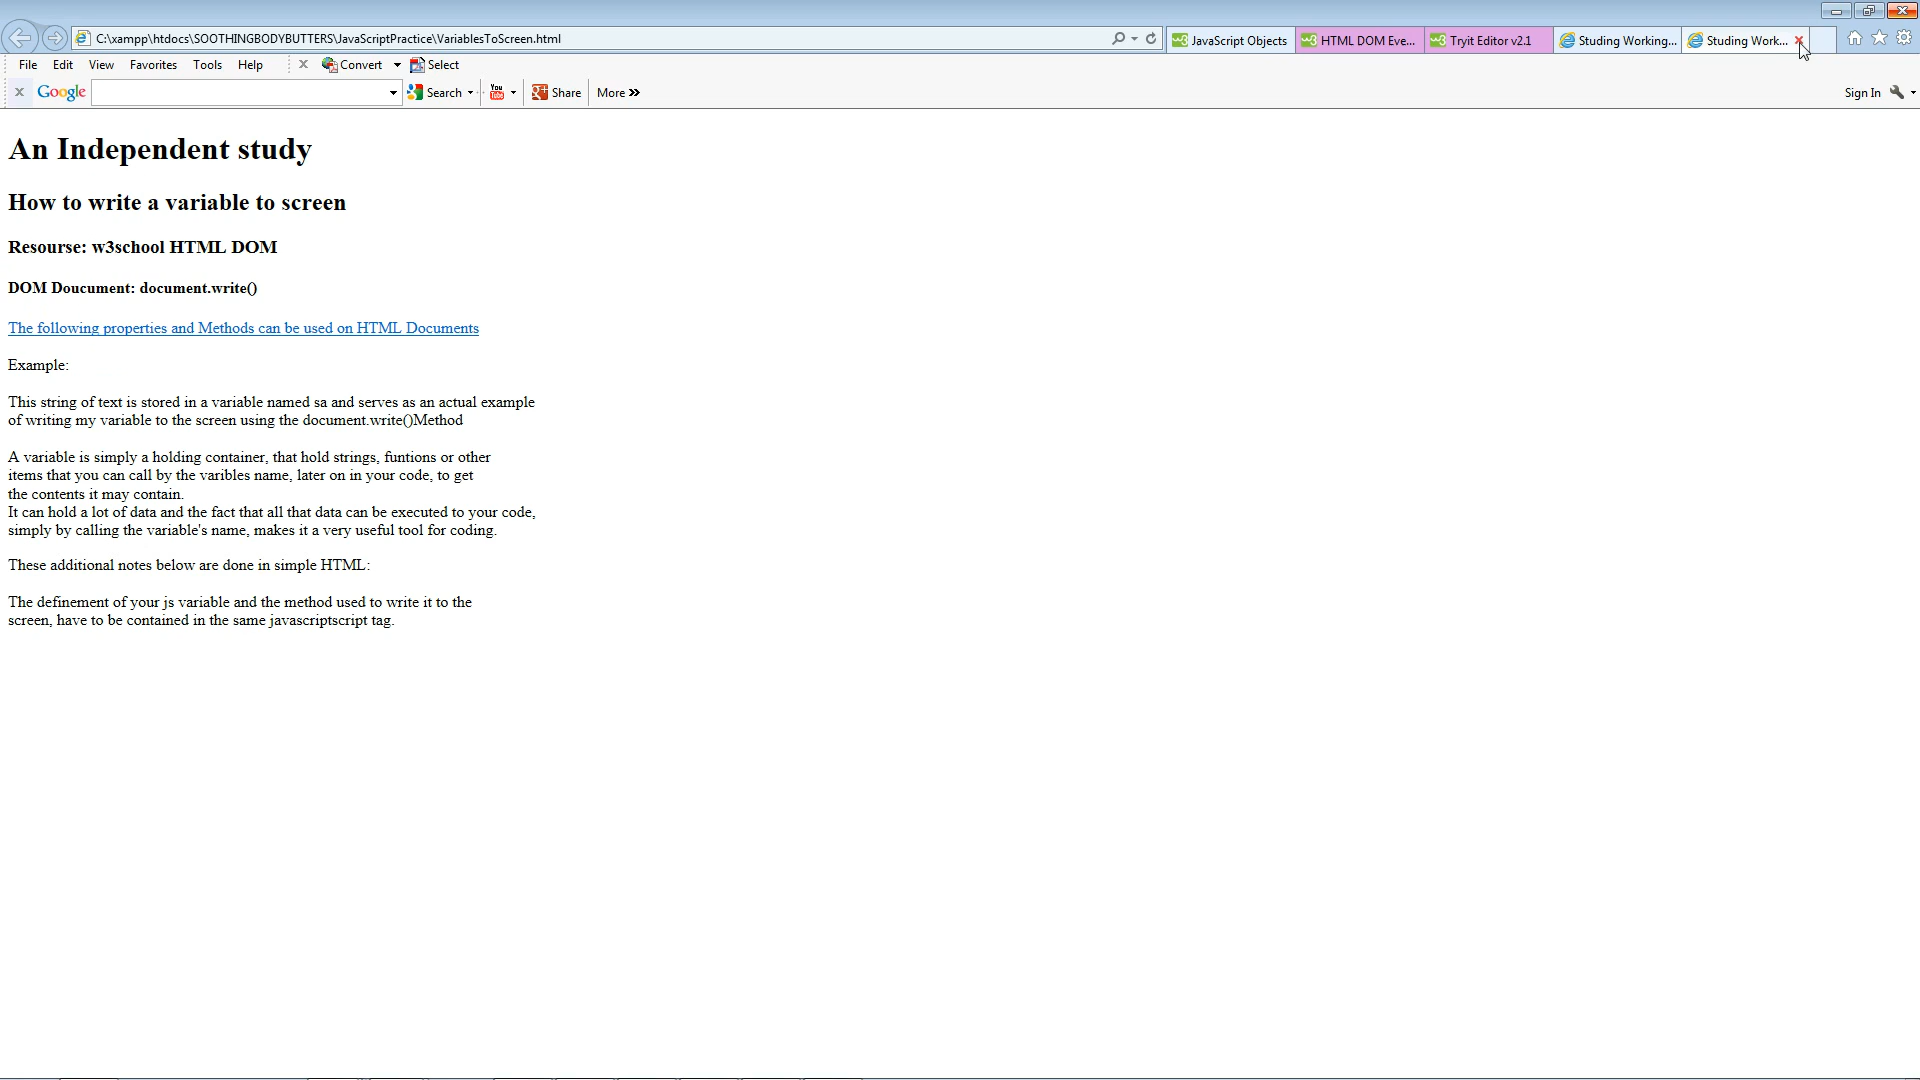 C:\xampp\htdocs\SOOTHINGBODYBUTTERS\JavaScriptPractice\VariablesToScreen.html
JavaScript Objects
HTML DOM Eve...
Tryit Editor v2.1
Studing Working...
Studing Work...
File Edit View Favorites Tools Help
Convert Select
Google Search Share More »
Sign In
An Independent study
How to write a variable to screen
Resourse: w3school HTML DOM
DOM Doucument: document.write()
The following properties and Methods can be used on HTML Documents
Example:
This string of text is stored in a variable named sa and serves as an actual example
of writing my variable to the screen using the document.write()Method
A variable is simply a holding container, that hold strings, funtions or other
items that you can call by the varibles name, later on in your code, to get
the contents it may contain.
It can hold a lot of data and the fact that all that data can be executed to your code,
simply by calling the variable's name, makes it a very useful tool for coding.
These additional notes below are done in simple HTML:
The definement of your js variable and the method used to write it to the
screen, have to be contained in the same javascriptscript tag.